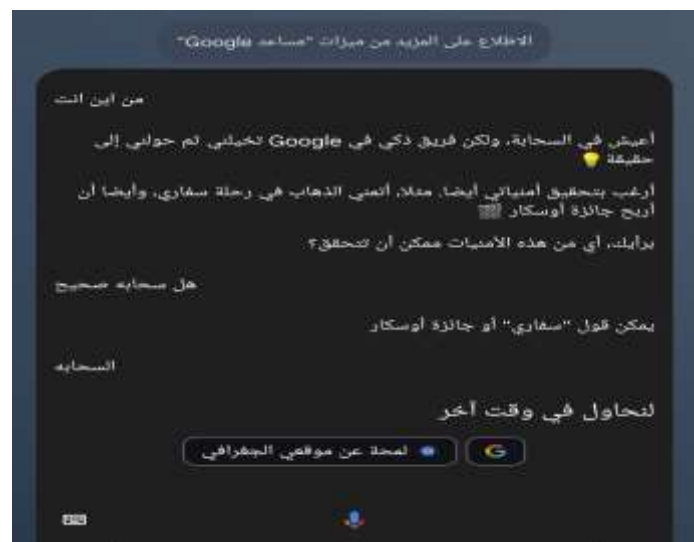 الاطلاع على المزيد من ميزات "مساعد Google"
من اين انت
أعيش في السحابة، ولكن فريق ذكي في Google تخيلني ثم حولني إلى
حقيقة 💡
أرغب بتحقيق أمنياتي أيضا. مثلا، أتمنى الذهاب في رحلة سفاري، وأيضا أن
أربح جائزة أوسكار
برأيك، أي من هذه الأمنيات ممكن أن تتحقق؟
هل سحابه صحيح
يمكن قول "سفاري" أو جائزة أوسكار
السحابه
لنحاول في وقت آخر
G
لمحة عن موقعي الجغرافي